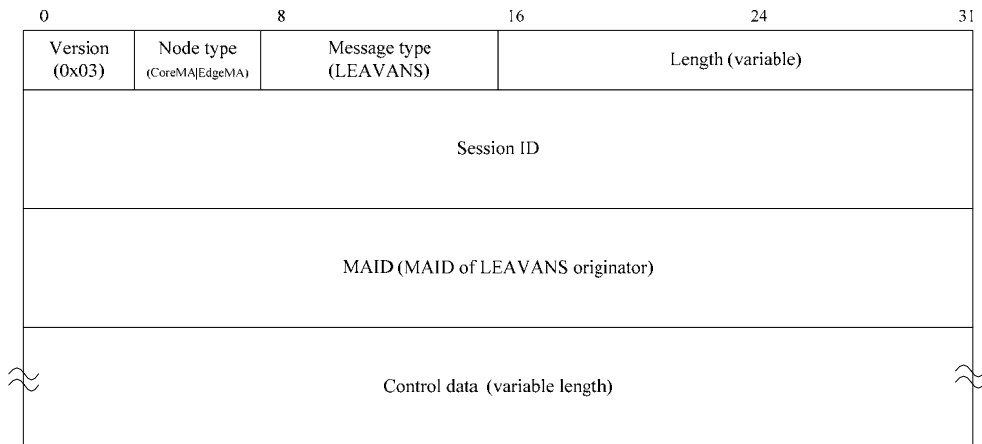 0 8 16 24 31
Version Node type Message type Length (variable)
(0x03) (CoreMA|EdgeMA) (LEAVANS)
Session ID
MAID (MAID of LEAVANS originator)
Control data (variable length)